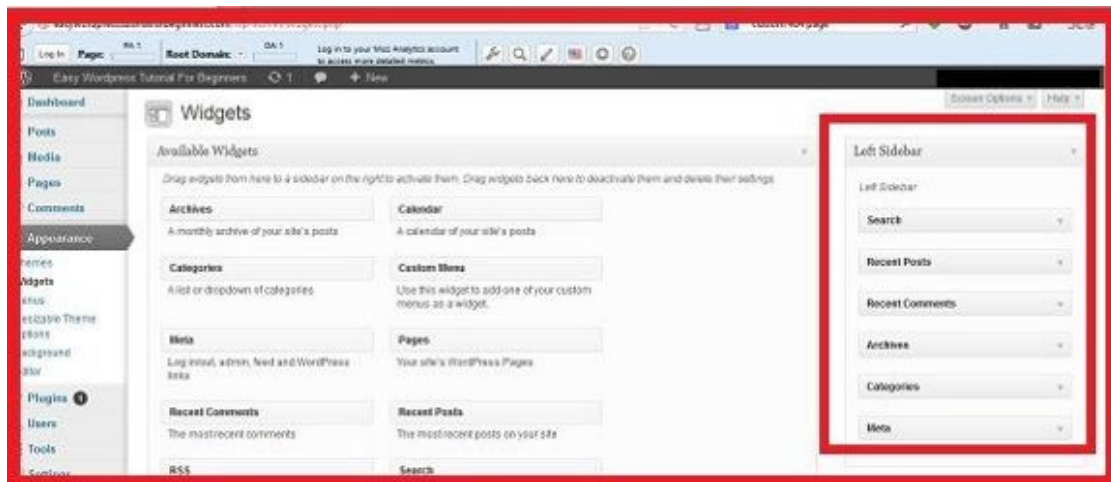 Log In Page: PA: 1 Root Domain: DA: 1 Log in to your Moz Analytics account
to access more detailed metrics.
Easy Wordpress Tutorial For Beginners 1 + New
Screen Options Help
Dashboard
Posts
Media
Pages
Comments
Appearance
Plugins 1
Users
Tools
Widgets
Available Widgets
Drag widgets from here to a sidebar on the right to activate them. Drag widgets back here to deactivate them and delete their settings.
Archives Calendar
A monthly archive of your site's posts A calendar of your site's posts
Categories Custom Menu
A list or dropdown of categories Use this widget to add one of your custom
menus as a widget.
Meta Pages
Log in/out, admin, feed and WordPress
links
Your site's WordPress Pages
Recent Comments Recent Posts
The most recent comments The most recent posts on your site
RSS Search
Left Sidebar
Left Sidebar
Search
Recent Posts
Recent Comments
Archives
Categories
Meta